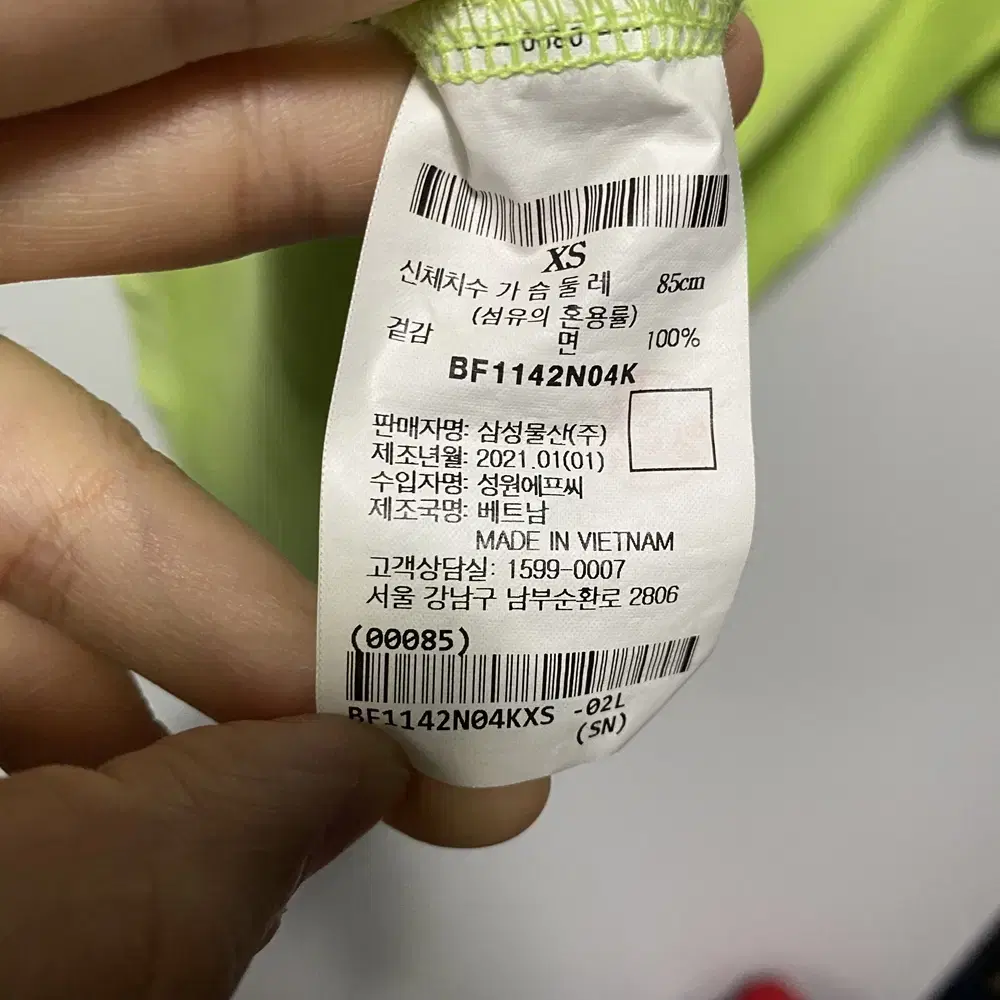 XS
신체치수 가 슴 둘 레 85cm
(섬유의 혼용률)
겉감 면 100%
BF1142N04K
판매자명: 삼성물산(주)
제조년월: 2021.01(01)
수입자명: 성원에프씨
제조국명: 베트남
MADE IN VIETNAM
고객상담실: 1599-0007
서울 강남구 남부순환로 2806
(00085)
BF1142N04KXS -02L
(SN)